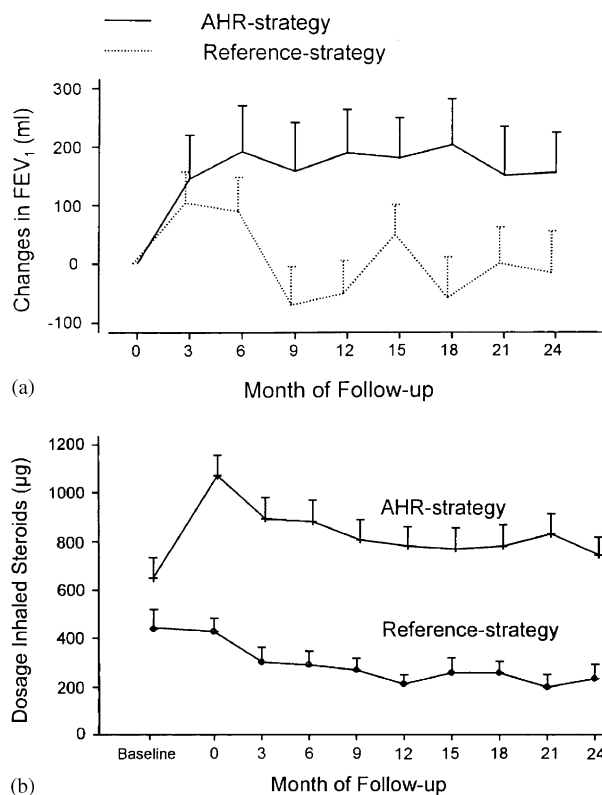 AHR-strategy
Reference-strategy
300
200
100
0
-100
Changes in FEV₁ (ml)
0 3 6 9 12 15 18 21 24
Month of Follow-up
(a)
1200
1000
800
600
400
200
0
Dosage Inhaled Steroids (µg)
AHR-strategy
Reference-strategy
Baseline 0 3 6 9 12 15 18 21 24
Month of Follow-up
(b)